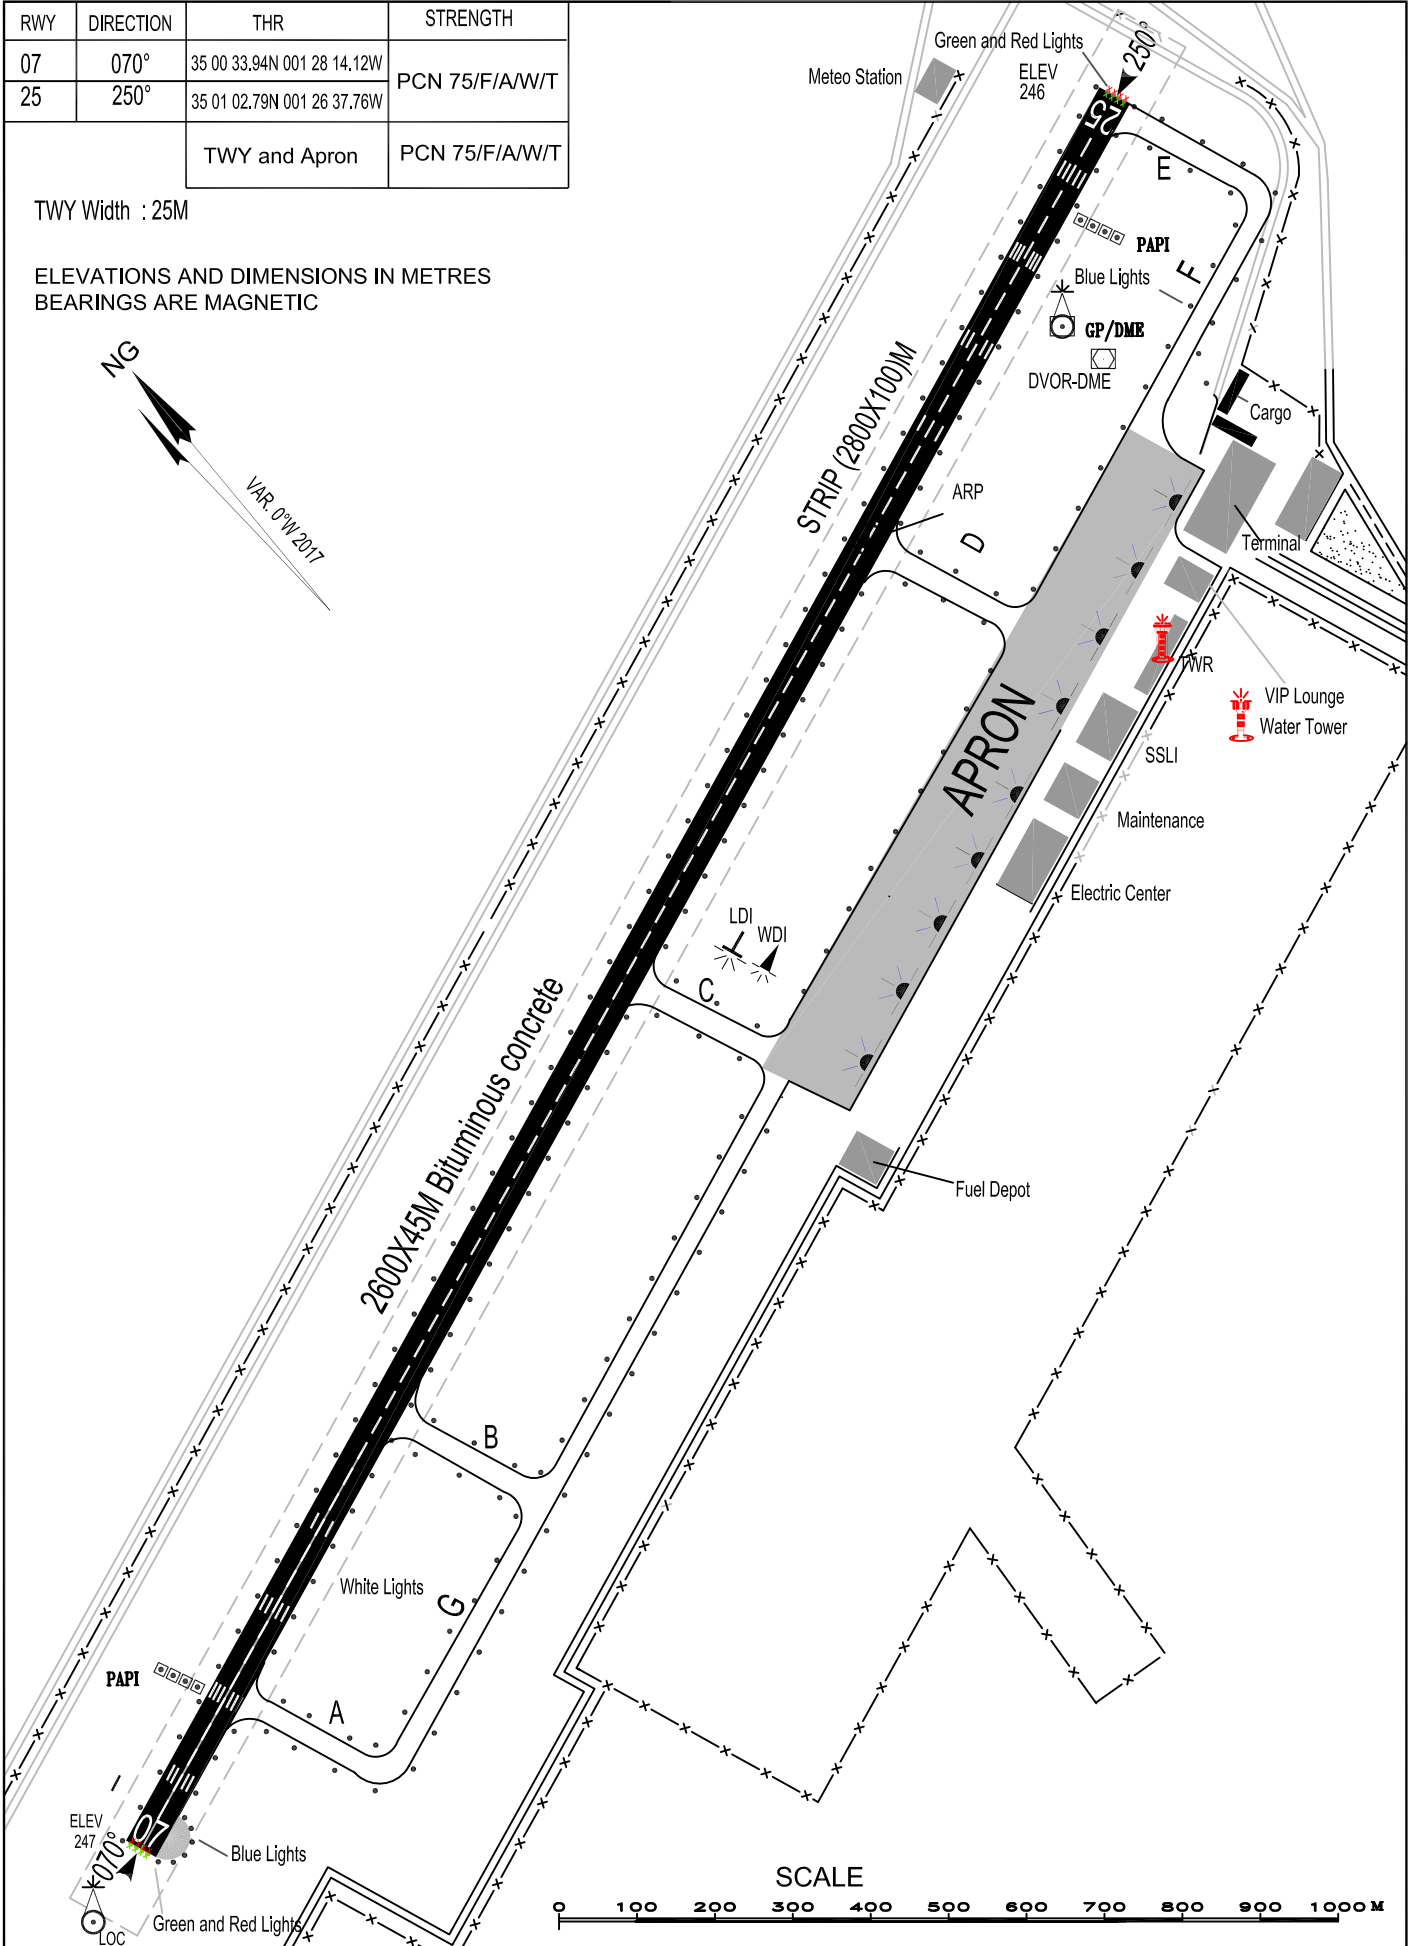 RWY DIRECTION THR STRENGTH
07 070° 35 00 33.94N 001 28 14.12W PCN 75/F/A/W/T
25 250° 35 01 02.79N 001 26 37.76W
TWY and Apron PCN 75/F/A/W/T
TWY Width : 25M
ELEVATIONS AND DIMENSIONS IN METRES
BEARINGS ARE MAGNETIC
NG
VAR. 0°W 2017
Green and Red Lights
250°
Meteo Station
ELEV
246
25
E
PAPI
F
Blue Lights
GP/DME
DVOR-DME
Cargo
STRIP (2800X100)M
ARP
D
Terminal
TWR
VIP Lounge
Water Tower
SSLI
APRON
Maintenance
Electric Center
LDI
WDI
C
2600X45M Bituminous concrete
Fuel Depot
B
White Lights
G
PAPI
A
ELEV
247
07
070°
Blue Lights
Green and Red Lights
LOC
SCALE
0 100 200 300 400 500 600 700 800 900 1000 M